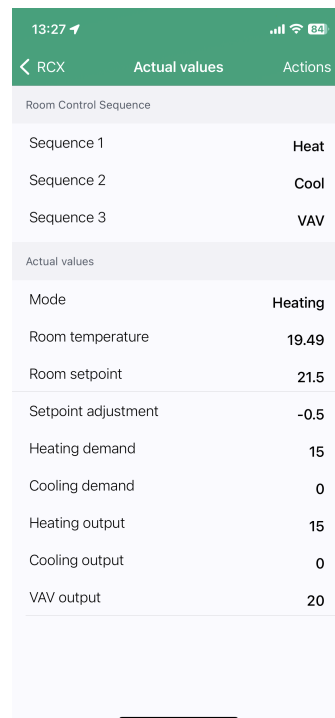 13:27 84
RCX Actual values Actions
Room Control Sequence
Sequence 1 Heat
Sequence 2 Cool
Sequence 3 VAV
Actual values
Mode Heating
Room temperature 19.49
Room setpoint 21.5
Setpoint adjustment -0.5
Heating demand 15
Cooling demand 0
Heating output 15
Cooling output 0
VAV output 20